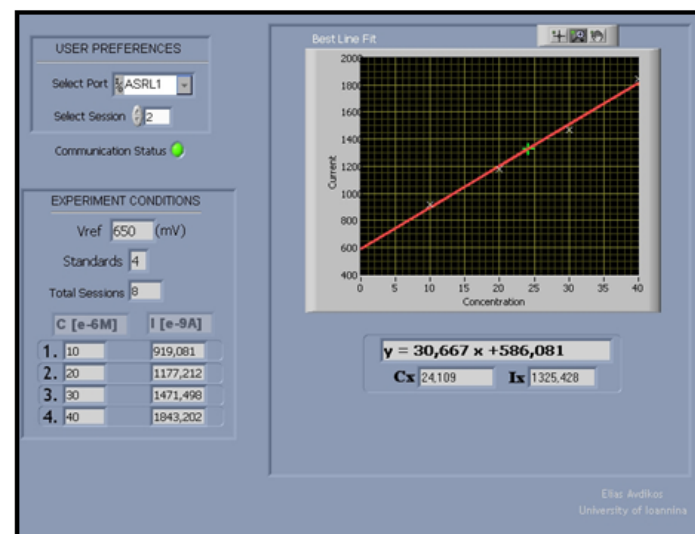 USER PREFERENCES
Select Port ASRL1
Select Session 2
Communication Status
EXPERIMENT CONDITIONS
Vref 650 (mV)
Standards 4
Total Sessions 8
C [e-6M] I [e-9A]
1. 10 919,081
2. 20 1177,212
3. 30 1471,498
4. 40 1843,202
Best Line Fit
2000
1800
1600
1400
1200
1000
800
600
400
Current
0 5 10 15 20 25 30 35 40
Concentration
y = 30,667 x +586,081
Cx 24,109 Ix 1325,428
Elias Avdikos
University of Ioannina